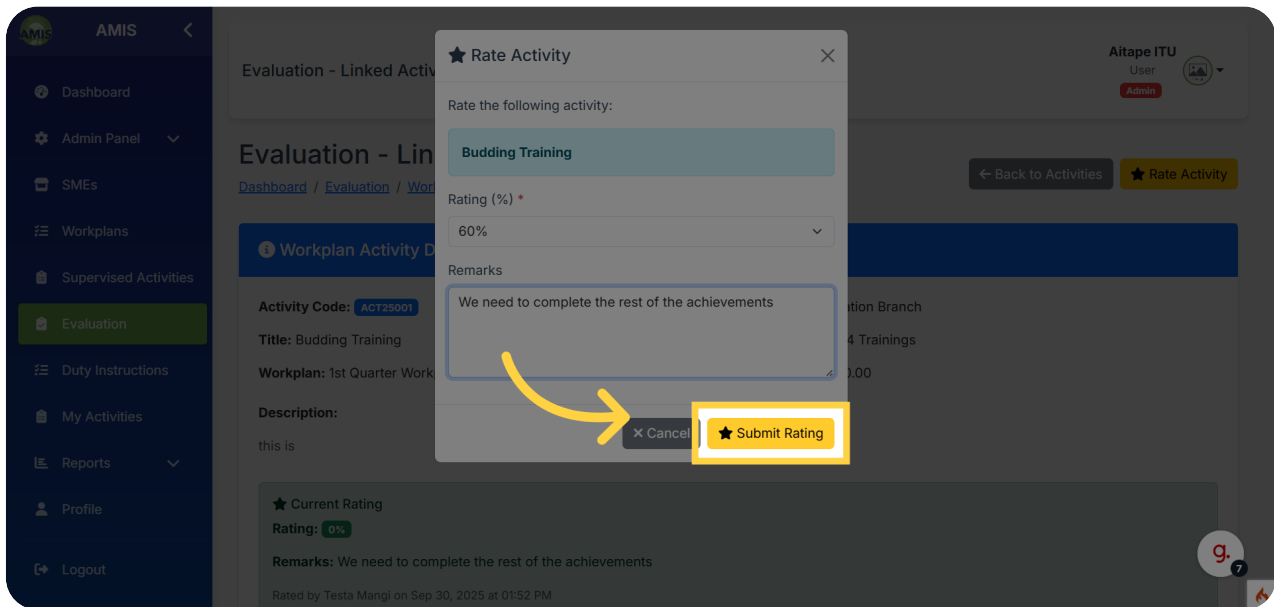 AMIS
AMIS
Dashboard
Admin Panel
SMEs
Workplans
Supervised Activities
Evaluation
Duty Instructions
My Activities
Reports
Profile
Logout
Evaluation - Linked Activ
Aitape ITU
User
Admin
Evaluation - Lin
Dashboard / Evaluation / Wor
Back to Activities
Rate Activity
Workplan Activity D
Activity Code: ACT25001
ation Branch
Title: Budding Training
4 Trainings
Workplan: 1st Quarter Work
0.00
Description:
this is
Current Rating
Rating: 0%
Remarks: We need to complete the rest of the achievements
Rated by Testa Mangi on Sep 30, 2025 at 01:52 PM
Rate Activity
Rate the following activity:
Budding Training
Rating (%) *
60%
Remarks
We need to complete the rest of the achievements
Cancel
Submit Rating
g.
7